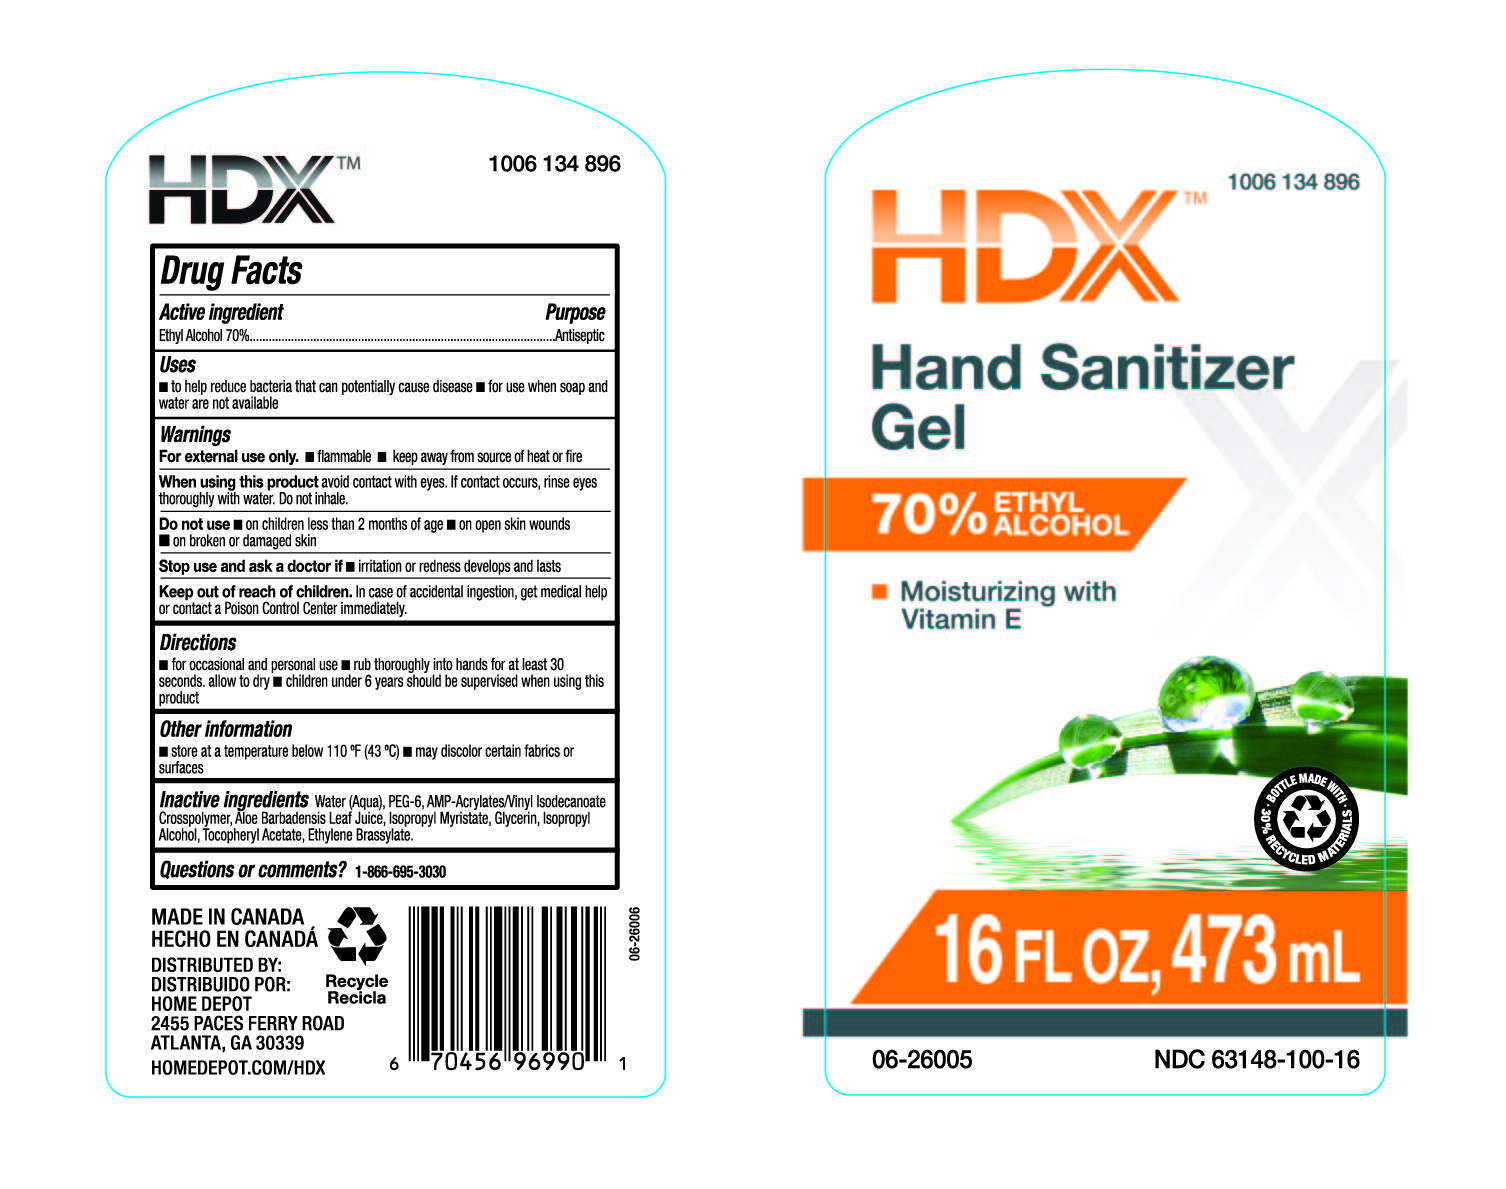 HDX™
1006 134 896
Drug Facts
Active ingredient Purpose
Ethyl Alcohol 70%.................................................................................................Antiseptic
Uses
■ to help reduce bacteria that can potentially cause disease ■ for use when soap and
water are not available
Warnings
For external use only. ■ flammable ■ keep away from source of heat or fire
When using this product avoid contact with eyes. If contact occurs, rinse eyes
thoroughly with water. Do not inhale.
Do not use ■ on children less than 2 months of age ■ on open skin wounds
■ on broken or damaged skin
Stop use and ask a doctor if ■ irritation or redness develops and lasts
Keep out of reach of children. In case of accidental ingestion, get medical help
or contact a Poison Control Center immediately.
Directions
■ for occasional and personal use ■ rub thoroughly into hands for at least 30
seconds. allow to dry ■ children under 6 years should be supervised when using this
product
Other information
■ store at a temperature below 110 ºF (43 ºC) ■ may discolor certain fabrics or
surfaces
Inactive ingredients Water (Aqua), PEG-6, AMP-Acrylates/Vinyl Isodecanoate
Crosspolymer, Aloe Barbadensis Leaf Juice, Isopropyl Myristate, Glycerin, Isopropyl
Alcohol, Tocopheryl Acetate, Ethylene Brassylate.
Questions or comments? 1-866-695-3030
MADE IN CANADA
HECHO EN CANADÁ
DISTRIBUTED BY:
DISTRIBUIDO POR:
HOME DEPOT
2455 PACES FERRY ROAD
ATLANTA, GA 30339
HOMEDEPOT.COM/HDX
Recycle
Recicla
6 70456 96990 1
06-26006
HDX™
1006 134 896
Hand Sanitizer
Gel
70% ETHYL
ALCOHOL
■ Moisturizing with
Vitamin E
· BOTTLE MADE WITH ·
30% RECYCLED MATERIALS
16 FL OZ, 473 mL
06-26005 NDC 63148-100-16